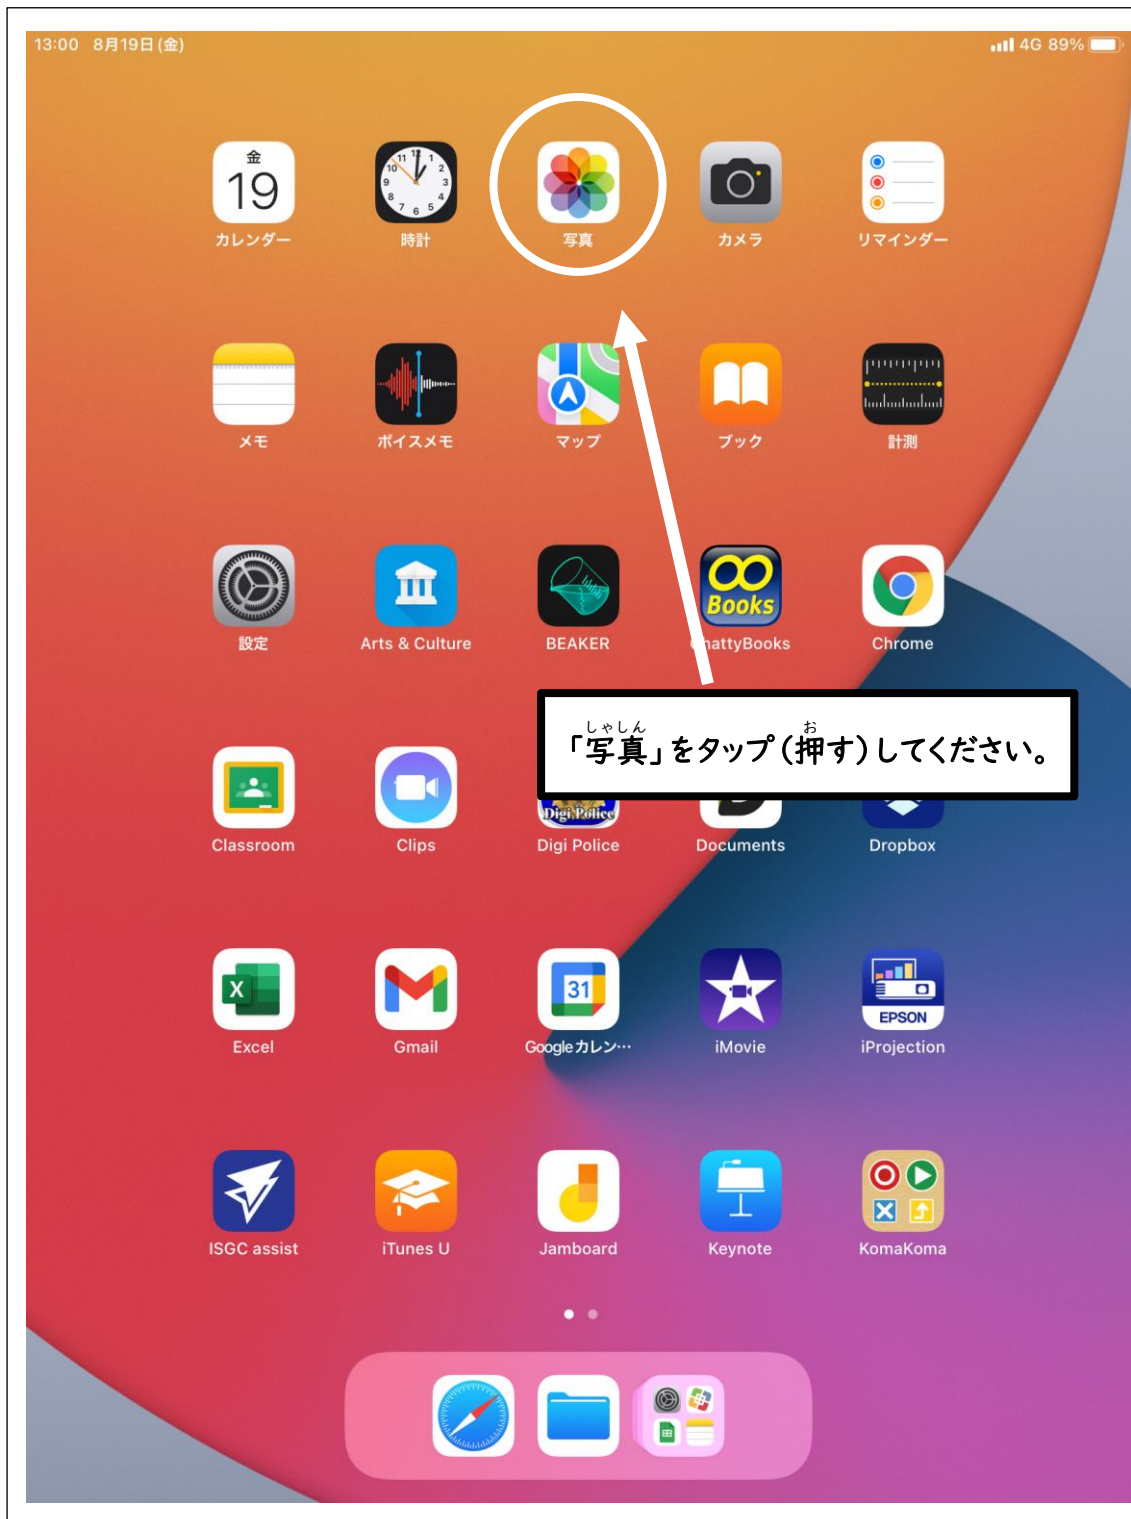 13:00 8月19日(金)
4G 89%
金
19
カレンダー
時計
写真
カメラ
リマインダー
メモ
ボイスメモ
マップ
ブック
計測
Books
設定
Arts & Culture
BEAKER
hattyBooks
Chrome
しゃしん お
「写真」をタップ(押す)してください。
Digi Police
Classroom
Clips
Digi Police
Documents
Dropbox
X
31
EPSON
Excel
Gmail
Googleカレン…
iMovie
iProjection
ISGC assist
iTunes U
Jamboard
Keynote
KomaKoma